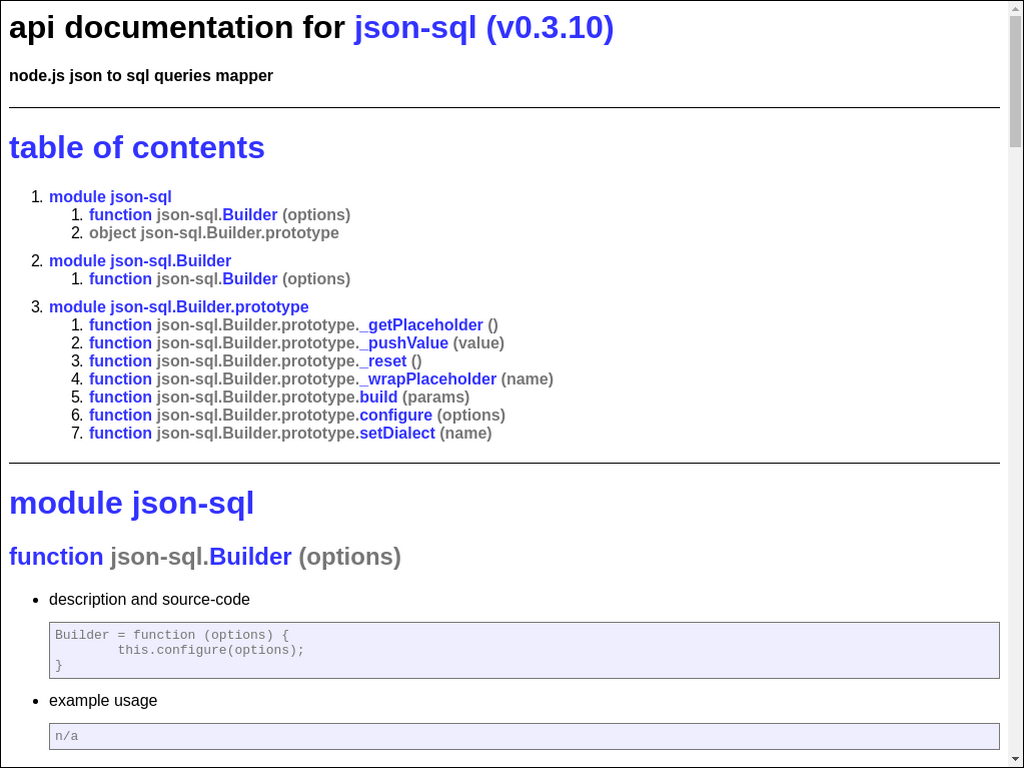 api documentation for json-sql (v0.3.10)
node.js json to sql queries mapper
table of contents
1. module json-sql
1. function json-sql.Builder (options)
2. object json-sql.Builder.prototype
2. module json-sql.Builder
1. function json-sql.Builder (options)
3. module json-sql.Builder.prototype
1. function json-sql.Builder.prototype._getPlaceholder ()
2. function json-sql.Builder.prototype._pushValue (value)
3. function json-sql.Builder.prototype._reset ()
4. function json-sql.Builder.prototype._wrapPlaceholder (name)
5. function json-sql.Builder.prototype.build (params)
6. function json-sql.Builder.prototype.configure (options)
7. function json-sql.Builder.prototype.setDialect (name)
module json-sql
function json-sql.Builder (options)
• description and source-code
Builder = function (options) {
        this.configure(options);
}
• example usage
n/a